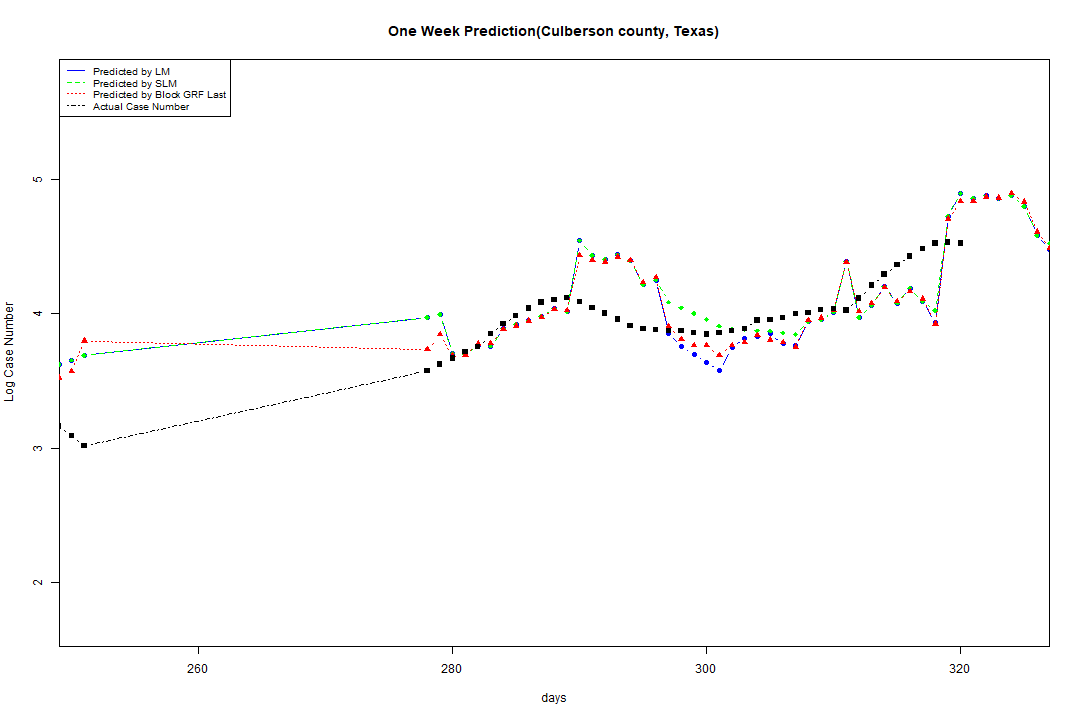 One Week Prediction(Culberson county, Texas)
Predicted by LM
Predicted by SLM
Predicted by Block GRF Last
Actual Case Number
5
4
3
2
Log Case Number
260 280 300 320
days